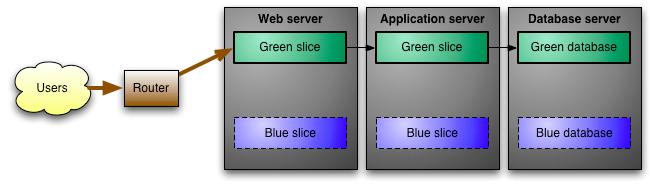 Web server
Application server
Database server
Green slice
Green slice
Green database
Users
Router
Blue slice
Blue slice
Blue database